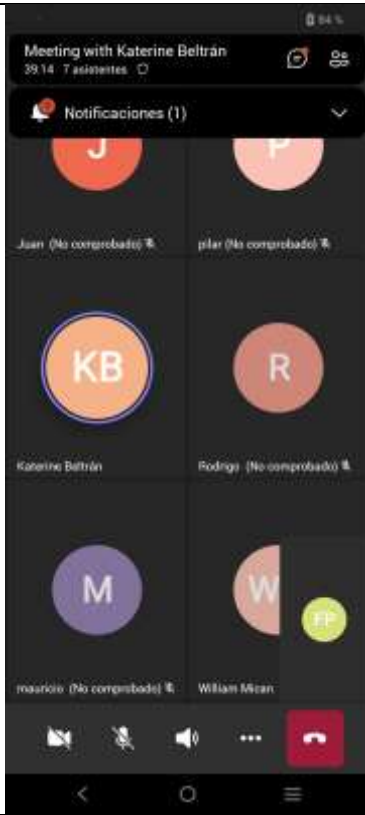 84 %
Meeting with Katerine Beltrán
39:14 7 asistentes
Notificaciones (1)
J
P
Juan (No comprobado)
pilar (No comprobado)
KB
R
Katerine Beltrán
Rodrigo (No comprobado)
M
W
FP
mauricio (No comprobado)
William Mican